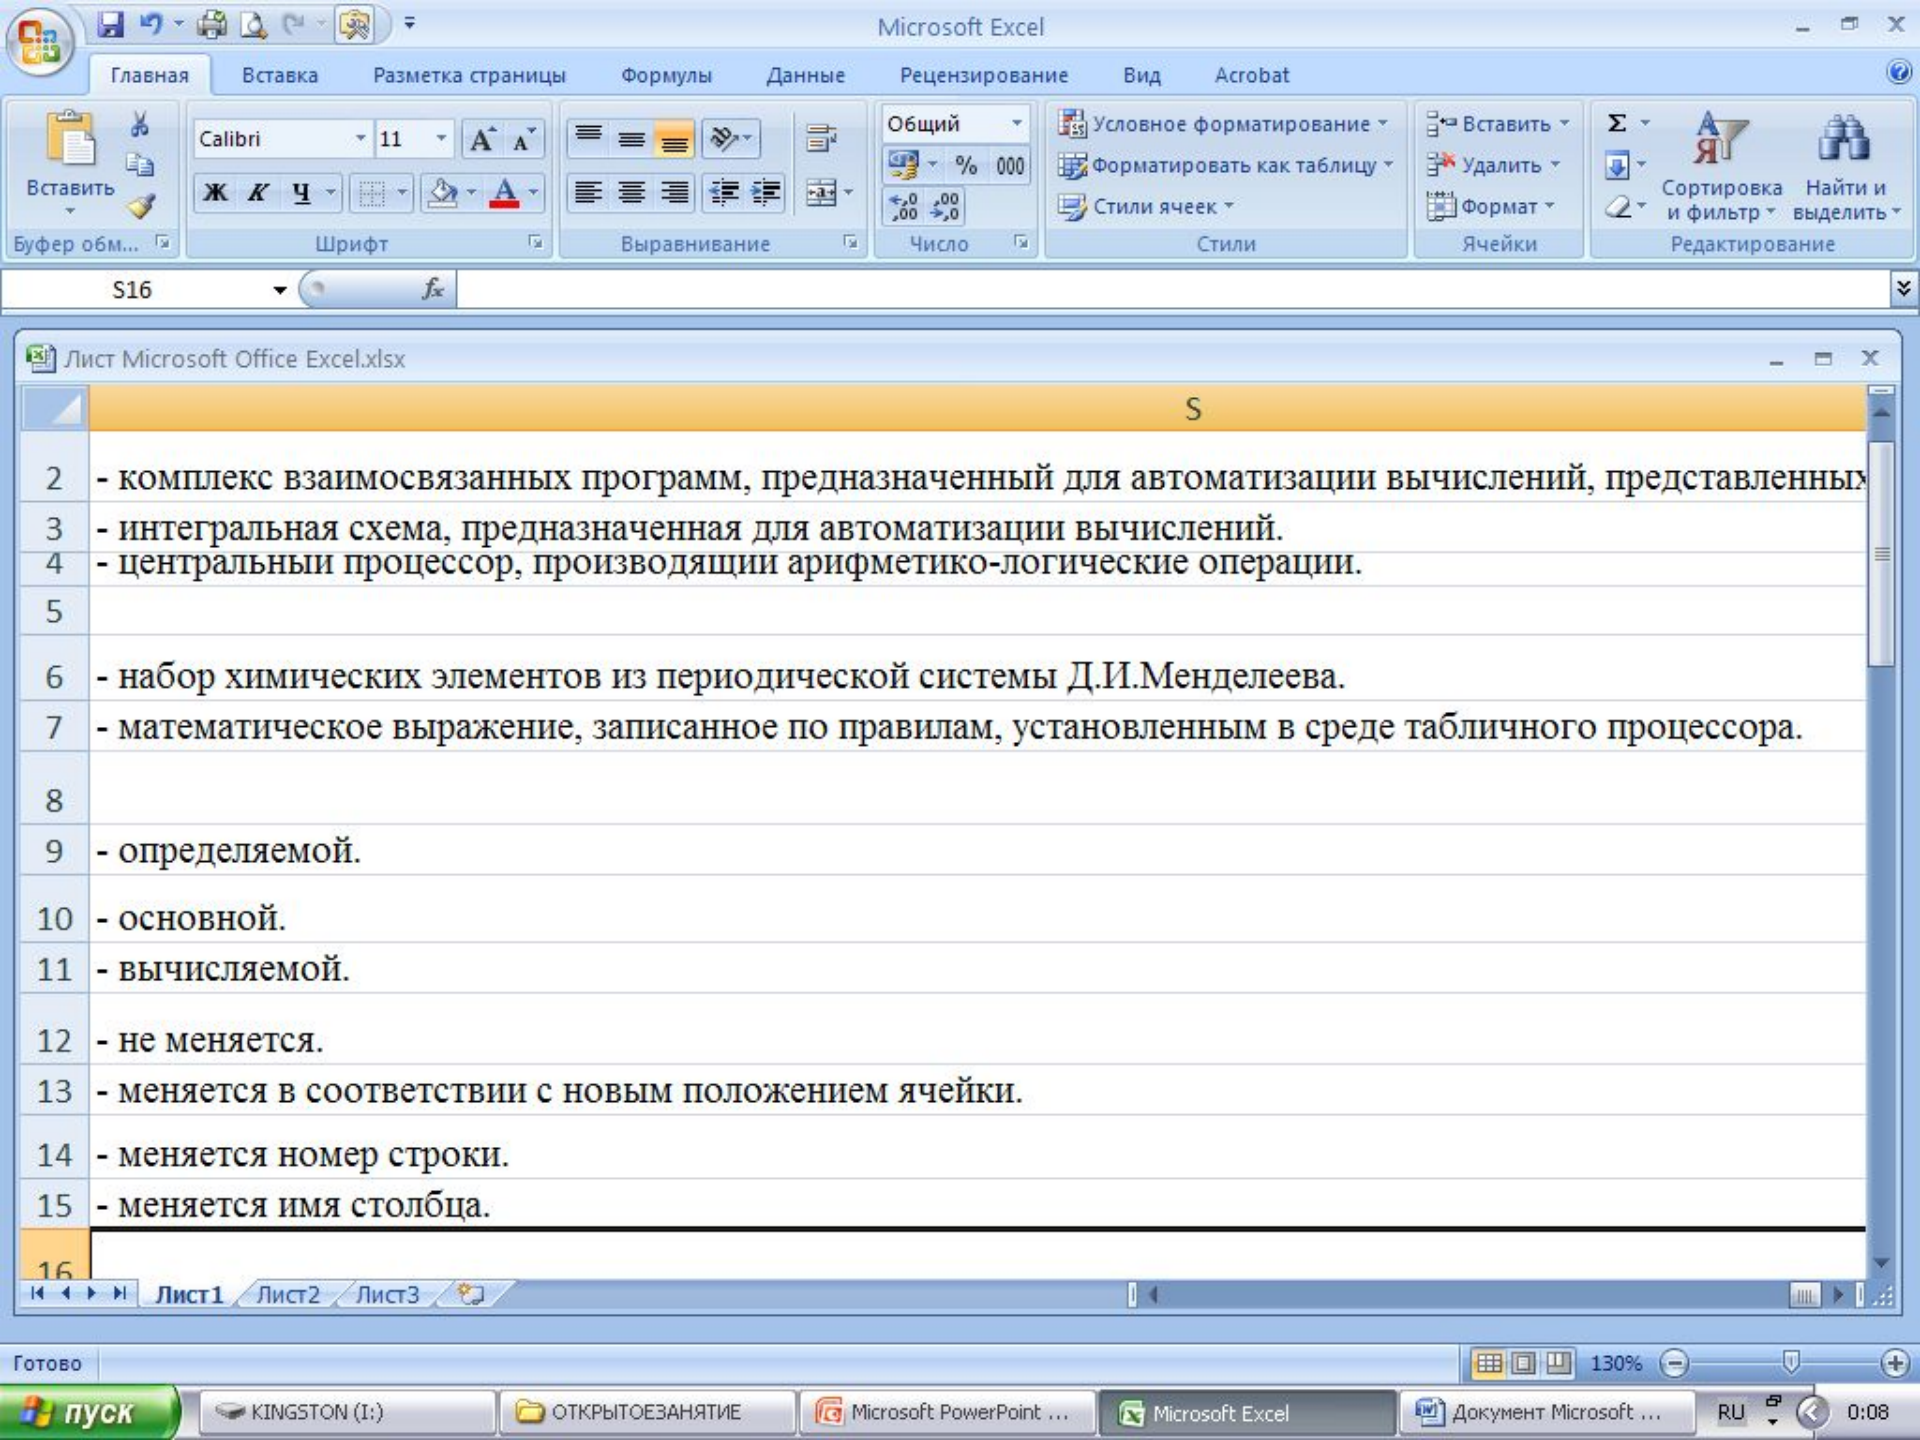 Microsoft Excel
Главная Вставка Разметка страницы Формулы Данные Рецензирование Вид Acrobat
Вставить
Буфер обм...
Calibri 11
Ж К Ч
Шрифт
Выравнивание
Общий
% 000
Число
Условное форматирование
Форматировать как таблицу
Стили ячеек
Стили
Вставить
Удалить
Формат
Ячейки
Σ
Сортировка и фильтр
Найти и выделить
Редактирование
S16 fx
Лист Microsoft Office Excel.xlsx
S
2 - комплекс взаимосвязанных программ, предназначенный для автоматизации вычислений, представленных
3 - интегральная схема, предназначенная для автоматизации вычислений.
4 - центральный процессор, производящий арифметико-логические операции.
5
6 - набор химических элементов из периодической системы Д.И.Менделеева.
7 - математическое выражение, записанное по правилам, установленным в среде табличного процессора.
8
9 - определяемой.
10 - основной.
11 - вычисляемой.
12 - не меняется.
13 - меняется в соответствии с новым положением ячейки.
14 - меняется номер строки.
15 - меняется имя столбца.
16
Лист1 Лист2 Лист3
Готово 130%
пуск KINGSTON (I:) ОТКРЫТОЕЗАНЯТИЕ Microsoft PowerPoint ... Microsoft Excel Документ Microsoft ... RU 0:08